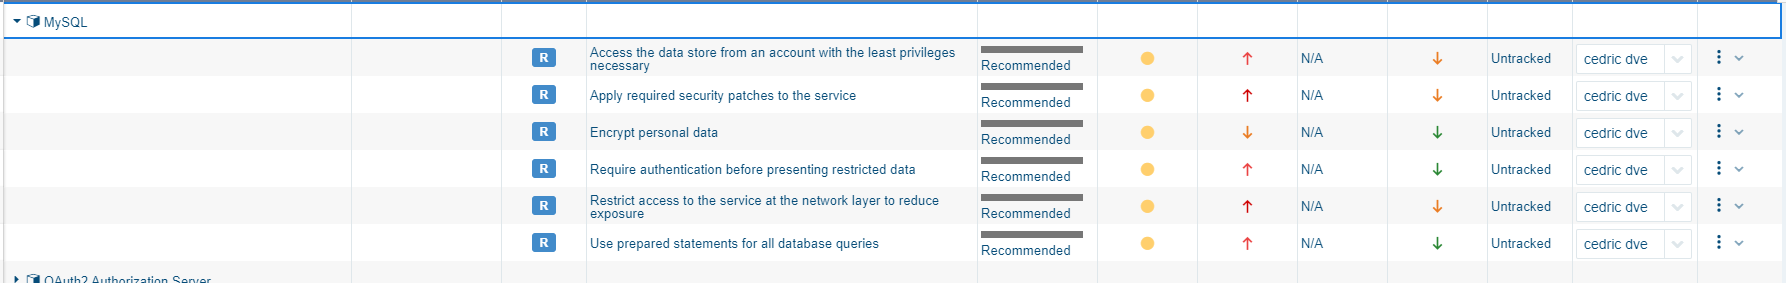 MySQL
R Access the data store from an account with the least privileges
necessary Recommended N/A Untracked cedric dve
R Apply required security patches to the service Recommended N/A Untracked cedric dve
R Encrypt personal data Recommended N/A Untracked cedric dve
R Require authentication before presenting restricted data Recommended N/A Untracked cedric dve
R Restrict access to the service at the network layer to reduce
exposure Recommended N/A Untracked cedric dve
R Use prepared statements for all database queries Recommended N/A Untracked cedric dve
OAuth2 Authorization Server